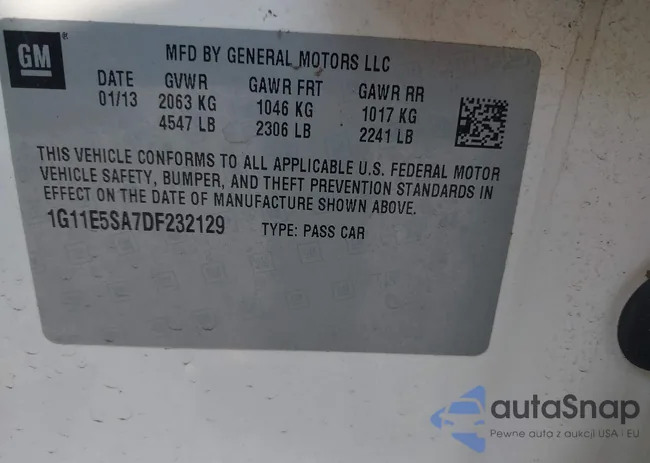 GM
MFD BY GENERAL MOTORS LLC
DATE GVWR GAWR FRT GAWR RR
01/13 2063 KG 1046 KG 1017 KG
4547 LB 2306 LB 2241 LB
THIS VEHICLE CONFORMS TO ALL APPLICABLE U.S. FEDERAL MOTOR
VEHICLE SAFETY, BUMPER, AND THEFT PREVENTION STANDARDS IN
EFFECT ON THE DATE OF MANUFACTURE SHOWN ABOVE.
1G11E5SA7DF232129 TYPE: PASS CAR
autaSnap
Pewne auta z aukcji USA i EU